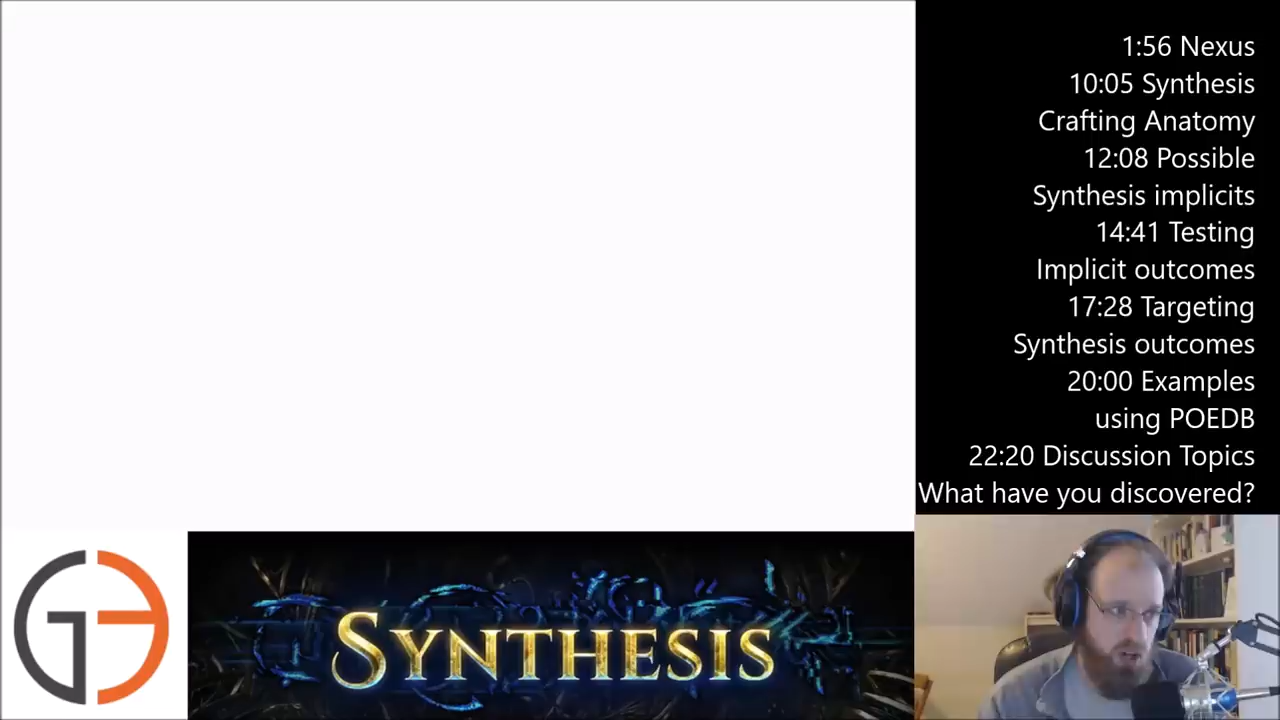 1:56 Nexus
10:05 Synthesis
Crafting Anatomy
12:08 Possible
Synthesis implicits
14:41 Testing
Implicit outcomes
17:28 Targeting
Synthesis outcomes
20:00 Examples
using POEDB
22:20 Discussion Topics
What have you discovered?
SYNTHESIS